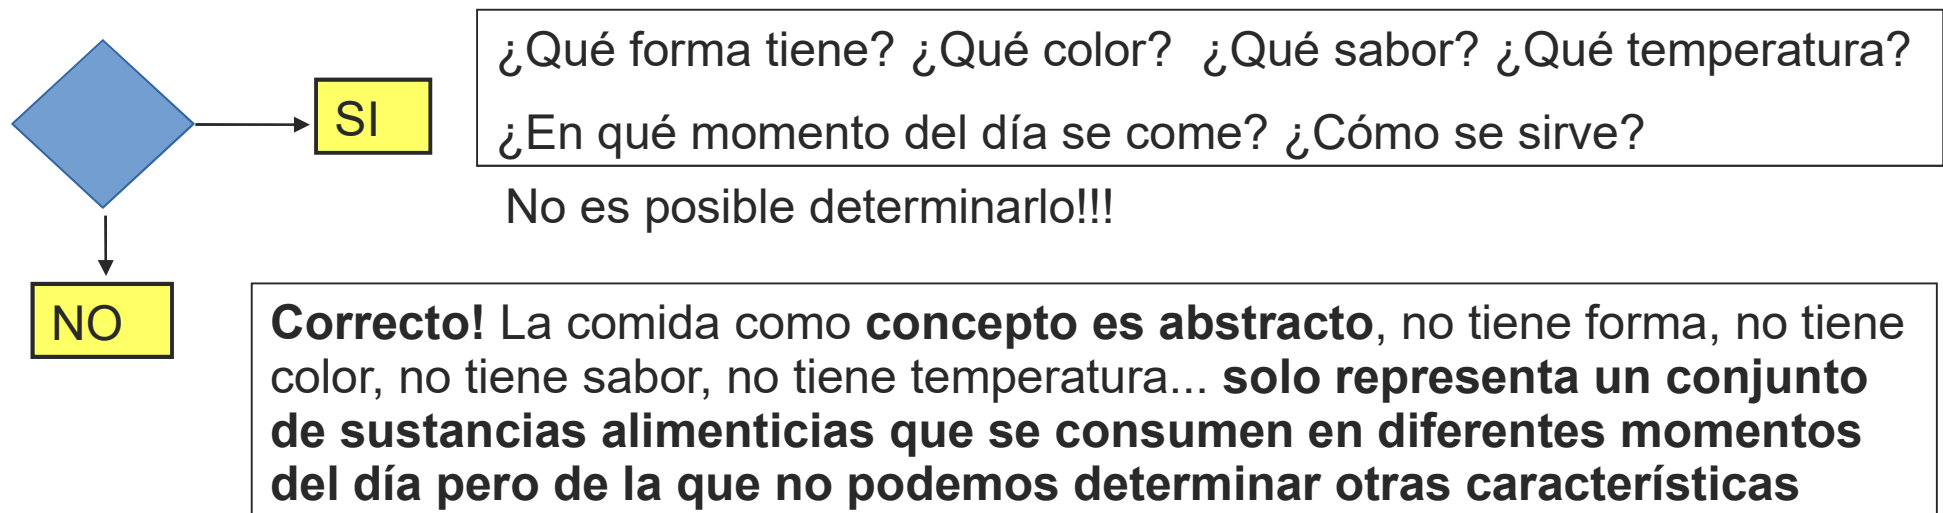 ¿Qué forma tiene? ¿Qué color?  ¿Qué sabor? ¿Qué temperatura?
SI
¿En qué momento del día se come? ¿Cómo se sirve?
No es posible determinarlo!!!
NO
Correcto! La comida como concepto es abstracto, no tiene forma, no tiene
color, no tiene sabor, no tiene temperatura... solo representa un conjunto
de sustancias alimenticias que se consumen en diferentes momentos
del día pero de la que no podemos determinar otras características